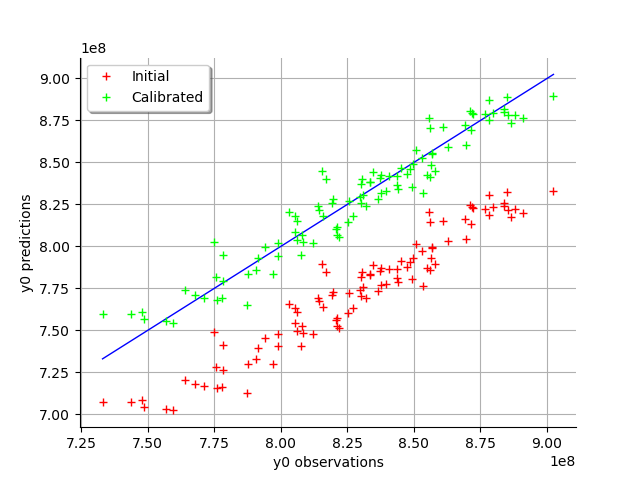 1e8
Initial
Calibrated
9.00
8.75
8.50
8.25
8.00
7.75
7.50
7.25
7.00
y0 predictions
7.25 7.50 7.75 8.00 8.25 8.50 8.75 9.00
y0 observations
1e8